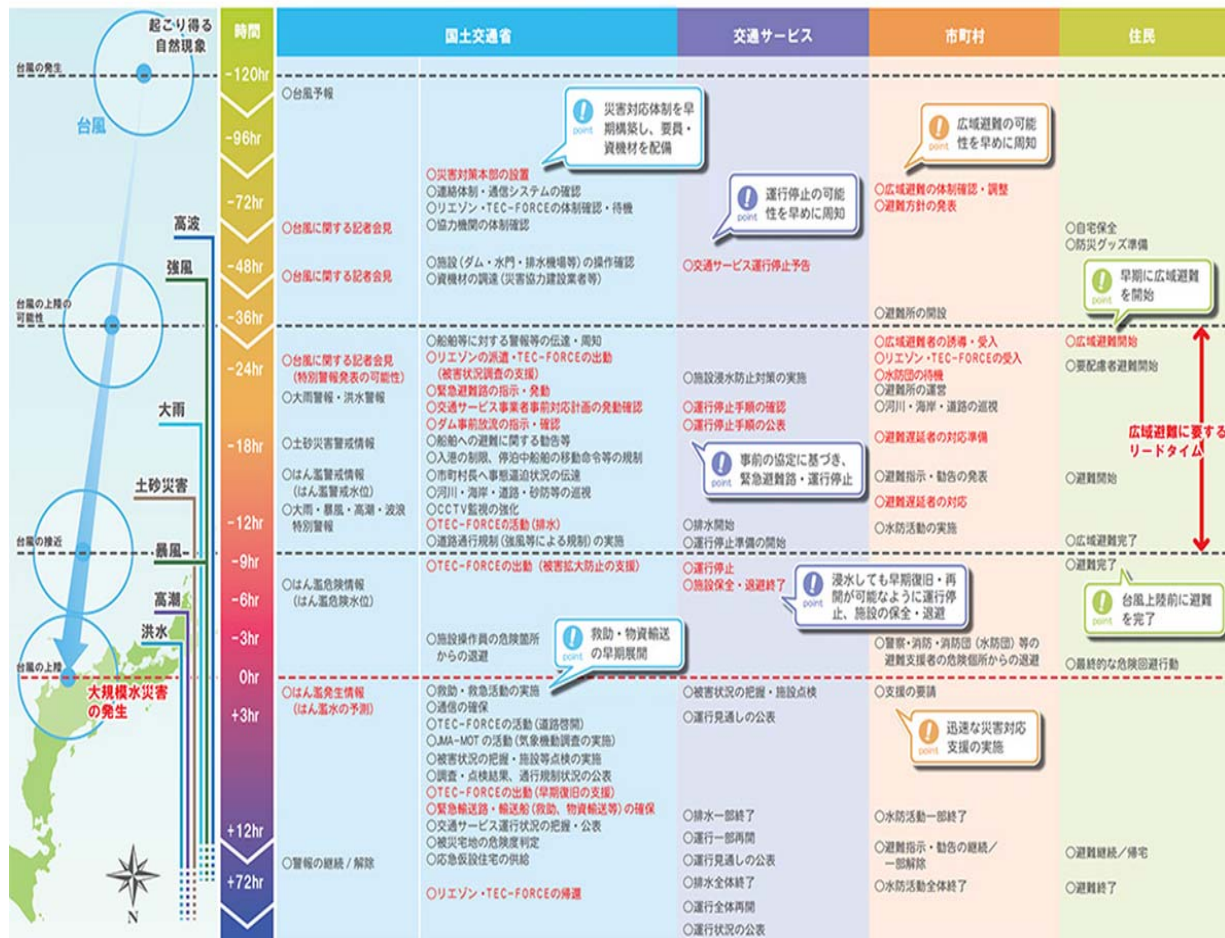 起こり得る
自然現象
時間
国土交通省
交通サービス
市町村
住民
台風の発生
台風
台風の上陸の
可能性
台風の接近
台風の上陸
大規模水災害
の発生
高波
強風
大雨
土砂災害
暴風
高潮
洪水
N
-120hr
-96hr
-72hr
-48hr
-36hr
-24hr
-18hr
-12hr
-9hr
-6hr
-3hr
0hr
+3hr
+12hr
+72hr
○台風予報
○台風に関する記者会見
○台風に関する記者会見
○台風に関する記者会見
(特別警報発表の可能性)
○大雨警報・洪水警報
○土砂災害警戒情報
○はん濫警戒情報
(はん濫警戒水位)
○大雨・暴風・高潮・波浪
特別警報
○はん濫危険情報
(はん濫危険水位)
○はん濫発生情報
(はん濫水の予測)
○警報の継続/解除
! point
災害対応体制を早
期構築し、要員・
資機材を配備
○災害対策本部の設置
○連絡体制・通信システムの確認
○リエゾン・TEC-FORCEの体制確認・待機
○協力機関の体制確認
○施設(ダム・水門・排水機場等)の操作確認
○資機材の調達(災害協力建設業者等)
○船舶等に対する警報等の伝達・周知
○リエゾンの派遣・TEC-FORCEの出動
(被害状況調査の支援)
○緊急避難路の指示・発動
○交通サービス事業者事前対応計画の発動確認
○ダム事前放流の指示・確認
○船舶への避難に関する勧告等
○入港の制限、停泊中船舶の移動命令等の規制
○市町村長へ事態逼迫状況の伝達
○河川・海岸・道路・砂防等の巡視
○CCTV監視の強化
○TEC-FORCEの活動(排水)
○道路通行規制(強風等による規制)の実施
○TEC-FORCEの出動(被害拡大防止の支援)
○施設操作員の危険箇所
からの退避
! point
救助・物資輸送
の早期展開
○救助・救急活動の実施
○通信の確保
○TEC-FORCEの活動(道路啓開)
○JMA-MOTの活動(気象機動調査の実施)
○被害状況の把握・施設等点検の実施
○調査・点検結果、通行規制状況の公表
○TEC-FORCEの出動(早期復旧の支援)
○緊急輸送路・輸送船(救助、物資輸送等)の確保
○交通サービス運行状況の把握・公表
○被災宅地の危険度判定
○応急仮設住宅の供給
○リエゾン・TEC-FORCEの帰還
! point
運行停止の可能
性を早めに周知
○交通サービス運行停止予告
○施設浸水防止対策の実施
○運行停止手順の確認
○運行停止手順の公表
! point
事前の協定に基づき、
緊急避難路・運行停止
○排水開始
○運行停止準備の開始
○運行停止
○施設保全・退避終了
! point
浸水しても早期復旧・再
開が可能なように運行停
止、施設の保全・退避
○被害状況の把握・施設点検
○運行見通しの公表
○排水一部終了
○運行一部再開
○運行見通しの公表
○排水全体終了
○運行全体再開
○運行状況の公表
! point
広域避難の可能
性を早めに周知
○広域避難の体制確認・調整
○避難方針の発表
○避難所の開設
○広域避難者の誘導・受入
○リエゾン・TEC-FORCEの受入
○水防団の待機
○避難所の運営
○河川・海岸・道路の巡視
○避難遅延者の対応準備
○避難指示・勧告の発表
○避難遅延者の対応
○水防活動の実施
○警察・消防・消防団(水防団)等の
避難支援者の危険個所からの退避
○支援の要請
! point
迅速な災害対応
支援の実施
○水防活動一部終了
○避難指示・勧告の継続/
一部解除
○水防活動全体終了
○自宅保全
○防災グッズ準備
! point
早期に広域避難
を開始
○広域避難開始
○要配慮者避難開始
広域避難に要する
リードタイム
○避難開始
○広域避難完了
○避難完了
! point
台風上陸前に避難
を完了
○最終的な危険回避行動
○避難継続/帰宅
○避難終了